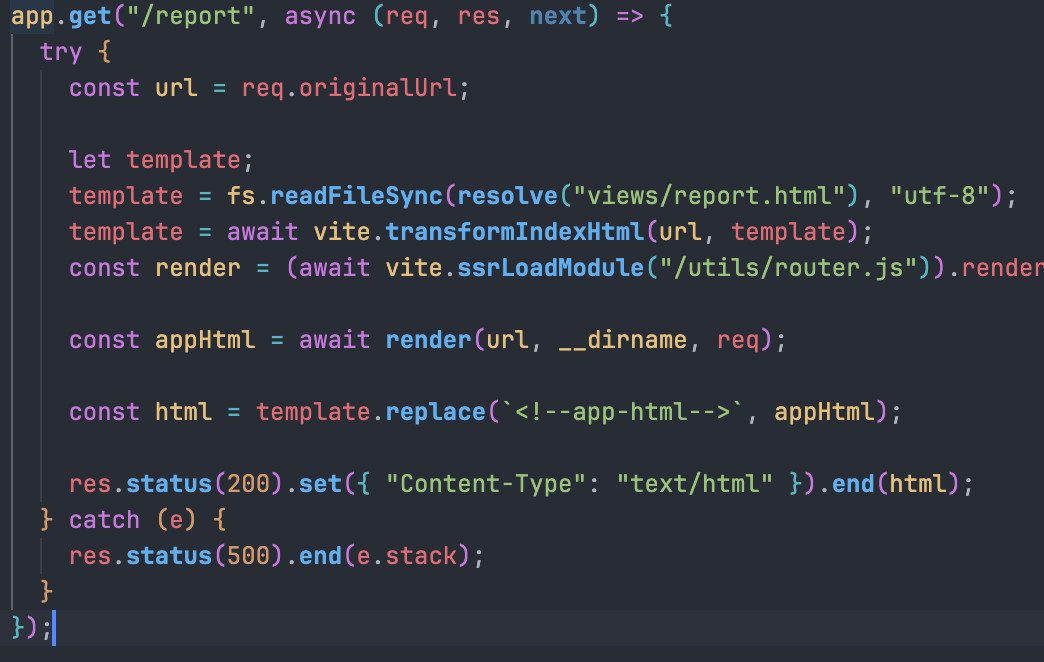 app.get("/report", async (req, res, next) => {
  try {
    const url = req.originalUrl;

    let template;
    template = fs.readFileSync(resolve("views/report.html"), "utf-8");
    template = await vite.transformIndexHtml(url, template);
    const render = (await vite.ssrLoadModule("/utils/router.js")).render

    const appHtml = await render(url, __dirname, req);

    const html = template.replace(`<!--app-html-->`, appHtml);

    res.status(200).set({ "Content-Type": "text/html" }).end(html);
  } catch (e) {
    res.status(500).end(e.stack);
  }
});